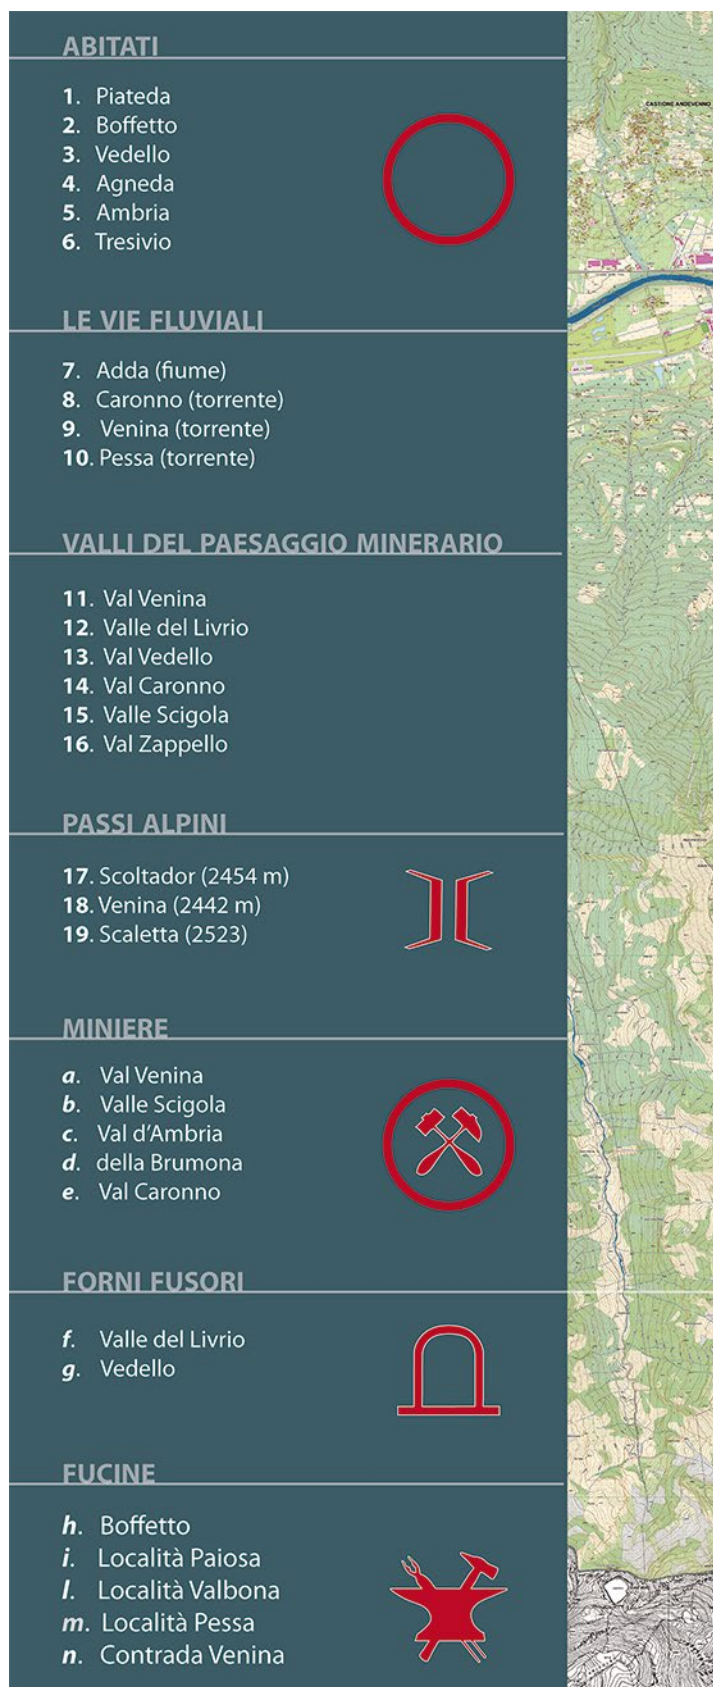 ABITATI
1. Piateda
2. Boffetto
3. Vedello
4. Agneda
5. Ambria
6. Tresivio
LE VIE FLUVIALI
7. Adda (fiume)
8. Caronno (torrente)
9. Venina (torrente)
10. Pessa (torrente)
VALLI DEL PAESAGGIO MINERARIO
11. Val Venina
12. Valle del Livrio
13. Val Vedello
14. Val Caronno
15. Valle Scigola
16. Val Zappello
PASSI ALPINI
17. Scoltador (2454 m)
18. Venina (2442 m)
19. Scaletta (2523)
MINIERE
a. Val Venina
b. Valle Scigola
c. Val d'Ambria
d. della Brumona
e. Val Caronno
FORNI FUSORI
f. Valle del Livrio
g. Vedello
FUCINE
h. Boffetto
i. Località Paiosa
l. Località Valbona
m. Località Pessa
n. Contrada Venina
CASTIONE ANDEVENNO